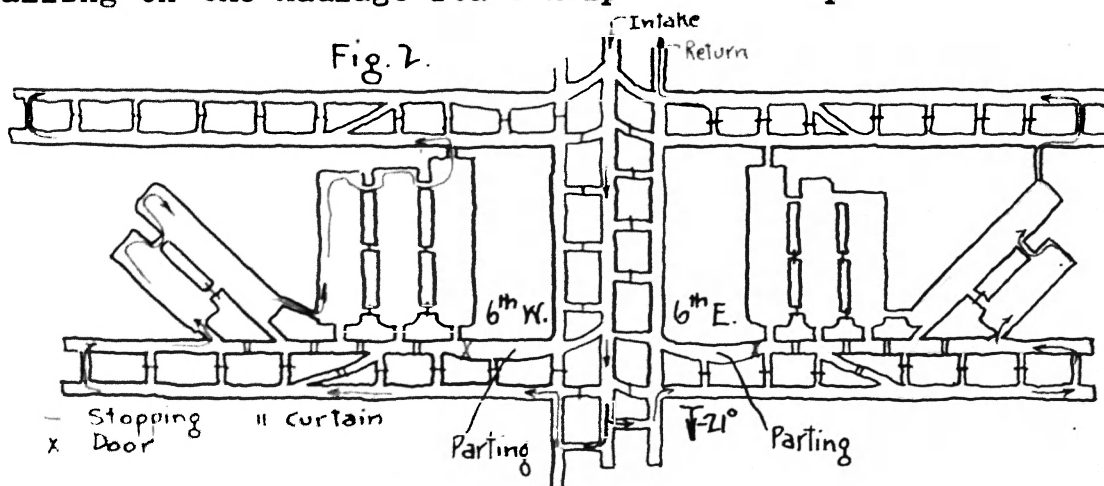 Intake
Return
Fig. 2.
6th W.
6th E.
— Stopping " Curtain
x Door
Parting
21°
Parting